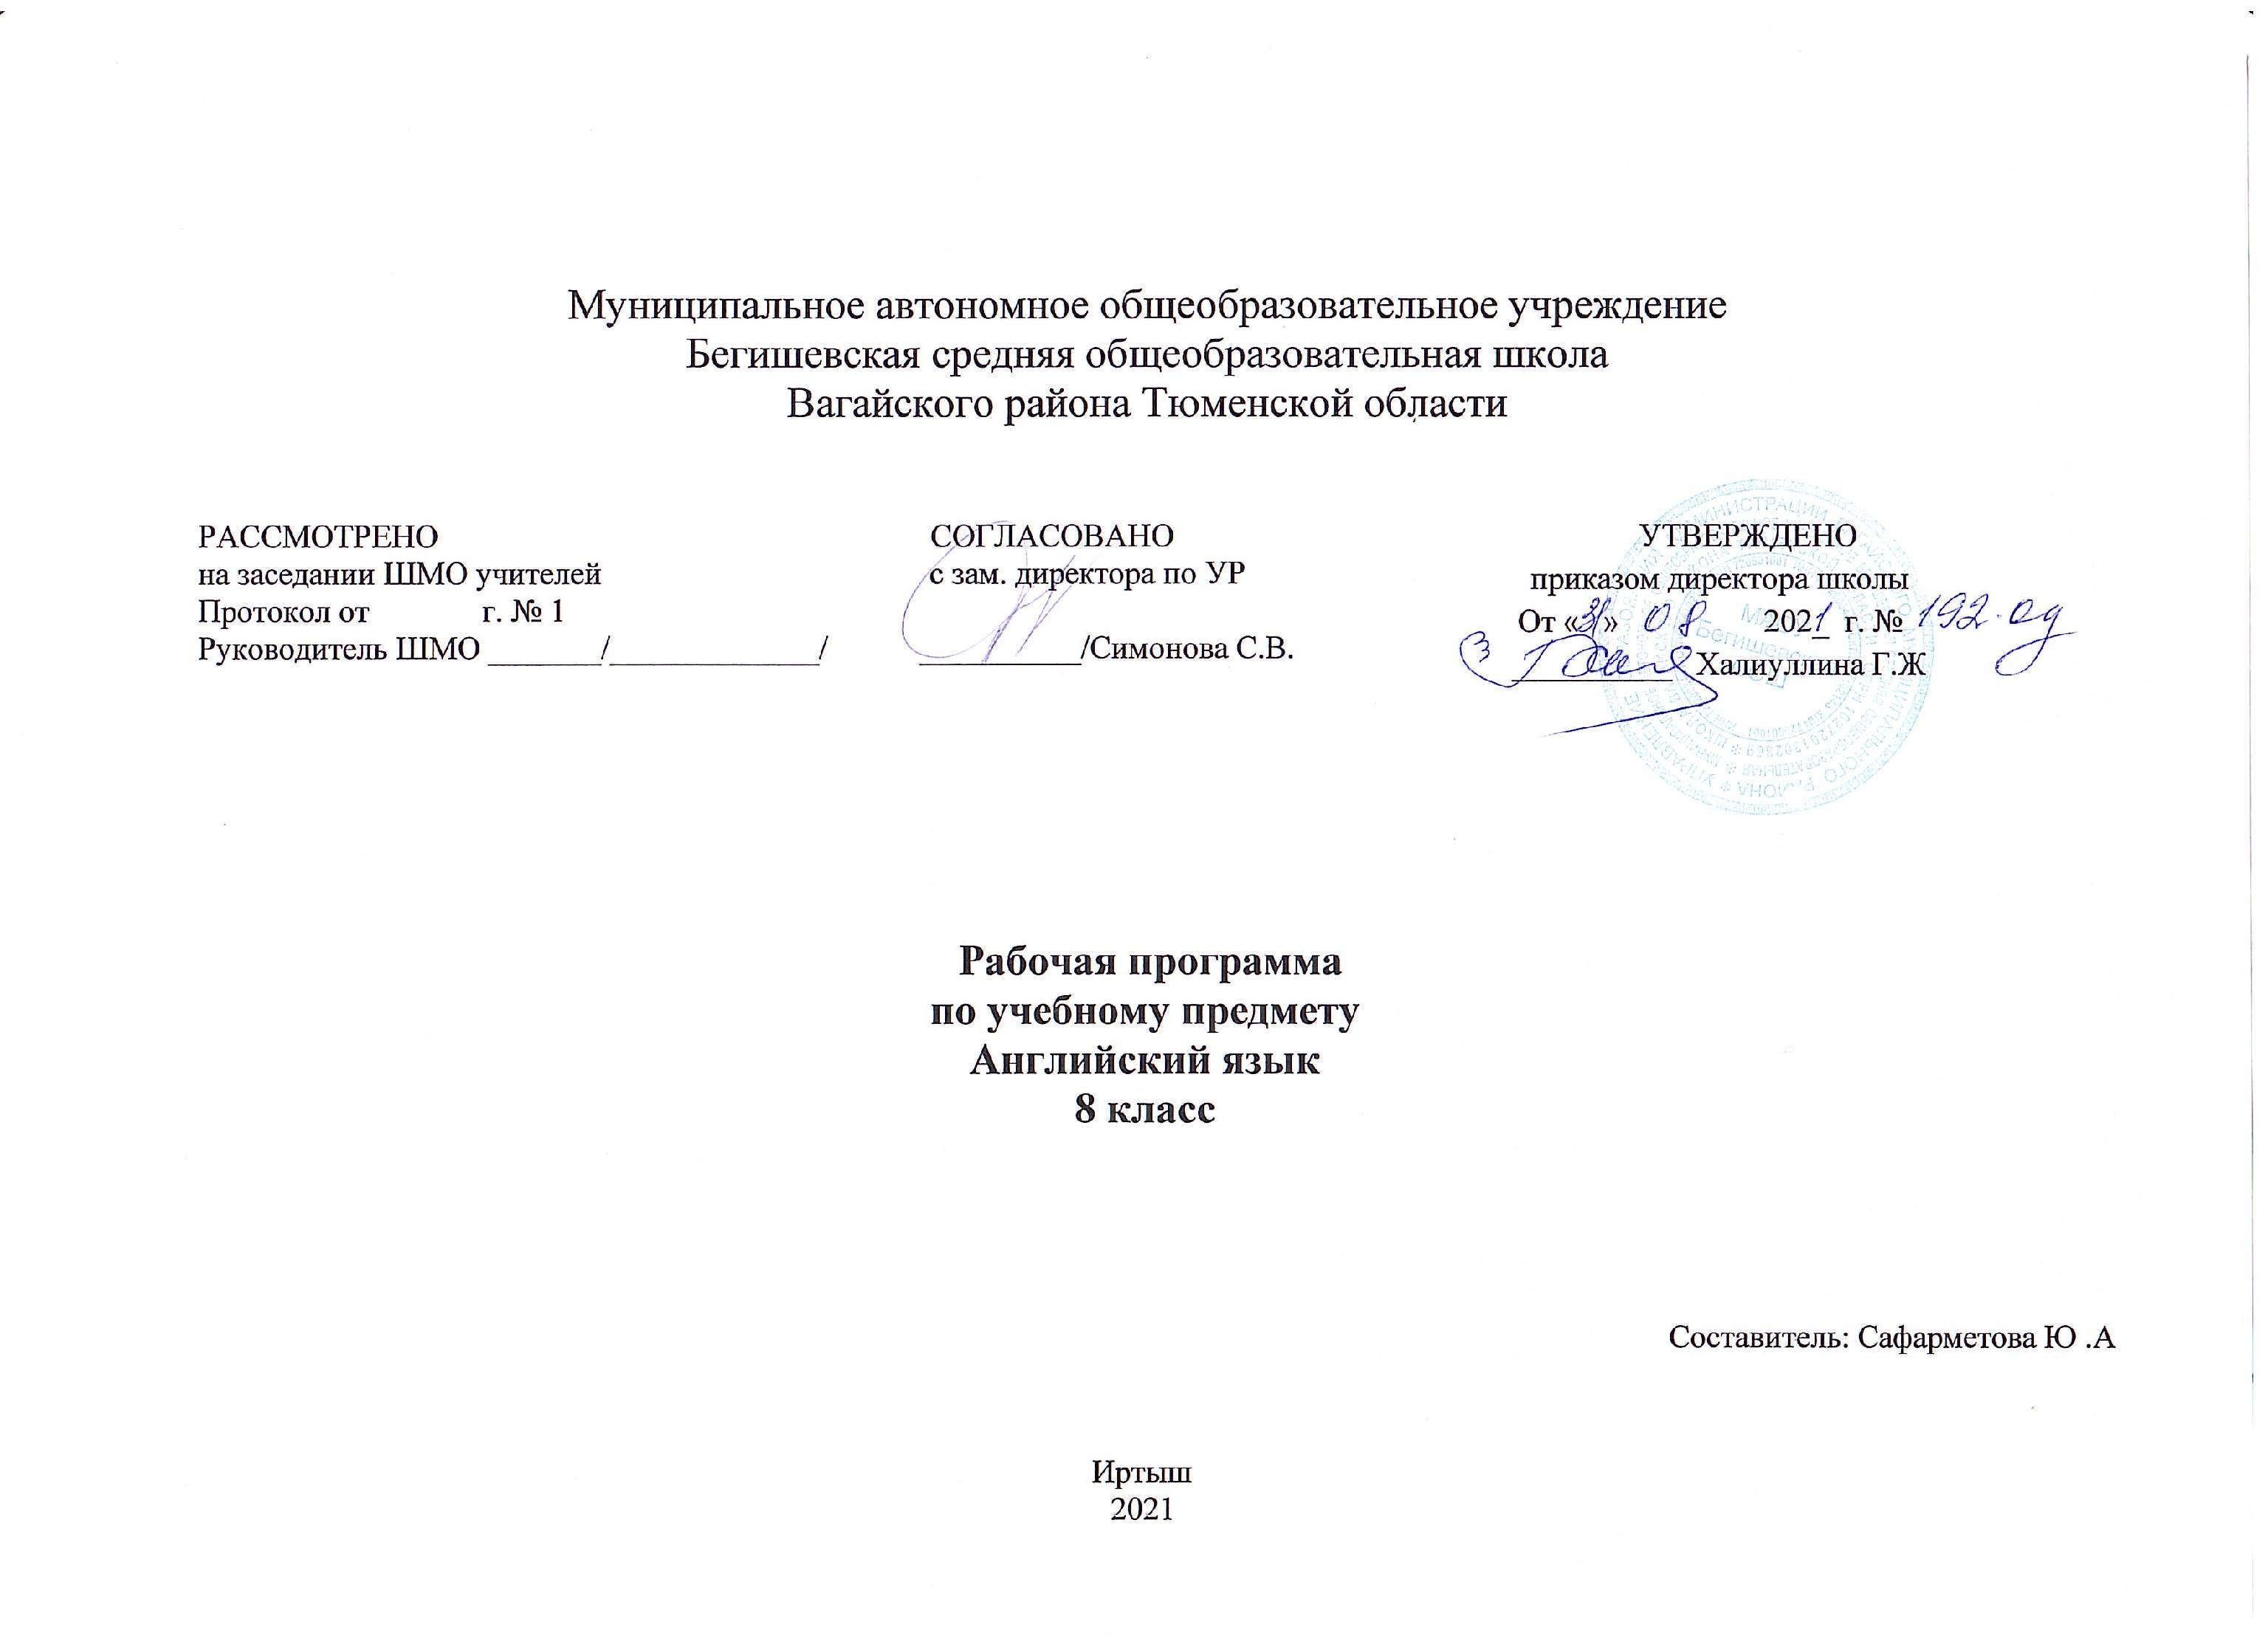 Муниципальное автономное общеобразовательное учреждение
Бегишевская средняя общеобразовательная школа
Вагайского района Тюменской области
РАССМОТРЕНО
на заседании ШМО учителей
Протокол от г. № 1
Руководитель ШМО _______/_____________/
СОГЛАСОВАНО
с зам. директора по УР
__________/Симонова С.В.
УТВЕРЖДЕНО
приказом директора школы
От «31» 08 2021 г. № 192-од
__________ Халиуллина Г.Ж
Рабочая программа
по учебному предмету
Английский язык
8 класс
Составитель: Сафарметова Ю .А
Иртыш
2021